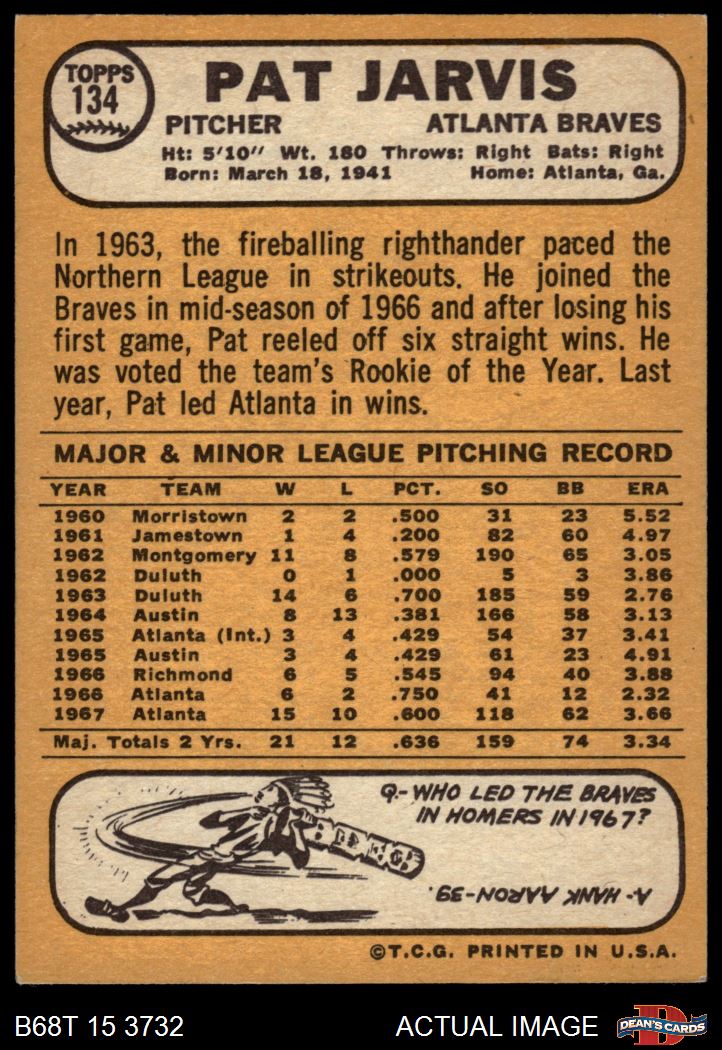 TOPPS
134
PAT JARVIS
PITCHER ATLANTA BRAVES
Ht: 5'10" Wt. 180 Throws: Right Bats: Right
Born: March 18, 1941 Home: Atlanta, Ga.
In 1963, the fireballing righthander paced the
Northern League in strikeouts. He joined the
Braves in mid-season of 1966 and after losing his
first game, Pat reeled off six straight wins. He
was voted the team's Rookie of the Year. Last
year, Pat led Atlanta in wins.
MAJOR & MINOR LEAGUE PITCHING RECORD
YEAR TEAM W L PCT. SO BB ERA
1960 Morristown 2 2 .500 31 23 5.52
1961 Jamestown 1 4 .200 82 60 4.97
1962 Montgomery 11 8 .579 190 65 3.05
1962 Duluth 0 1 .000 5 3 3.86
1963 Duluth 14 6 .700 185 59 2.76
1964 Austin 8 13 .381 166 58 3.13
1965 Atlanta (Int.) 3 4 .429 54 37 3.41
1965 Austin 3 4 .429 61 23 4.91
1966 Richmond 6 5 .545 94 40 3.88
1966 Atlanta 6 2 .750 41 12 2.32
1967 Atlanta 15 10 .600 118 62 3.66
Maj. Totals 2 Yrs. 21 12 .636 159 74 3.34
Q-WHO LED THE BRAVES
IN HOMERS IN 1967?
A-HANK AARON-39.
©T.C.G. PRINTED IN U.S.A.
B68T 15 3732 ACTUAL IMAGE
DEAN'S CARDS